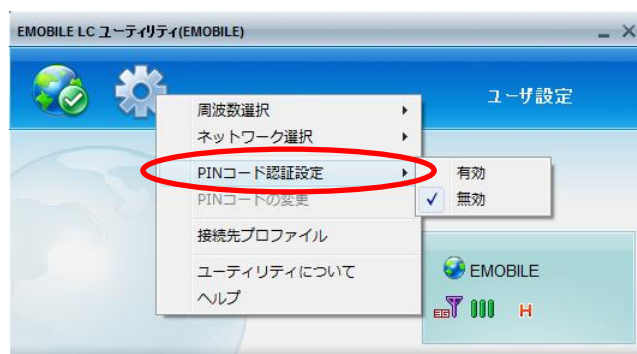 EMOBILE LC ユーティリティ(EMOBILE)
ユーザ設定
周波数選択
ネットワーク選択
PINコード認証設定
有効
PINコードの変更
無効
接続先プロファイル
ユーティリティについて
EMOBILE
ヘルプ
3G
H